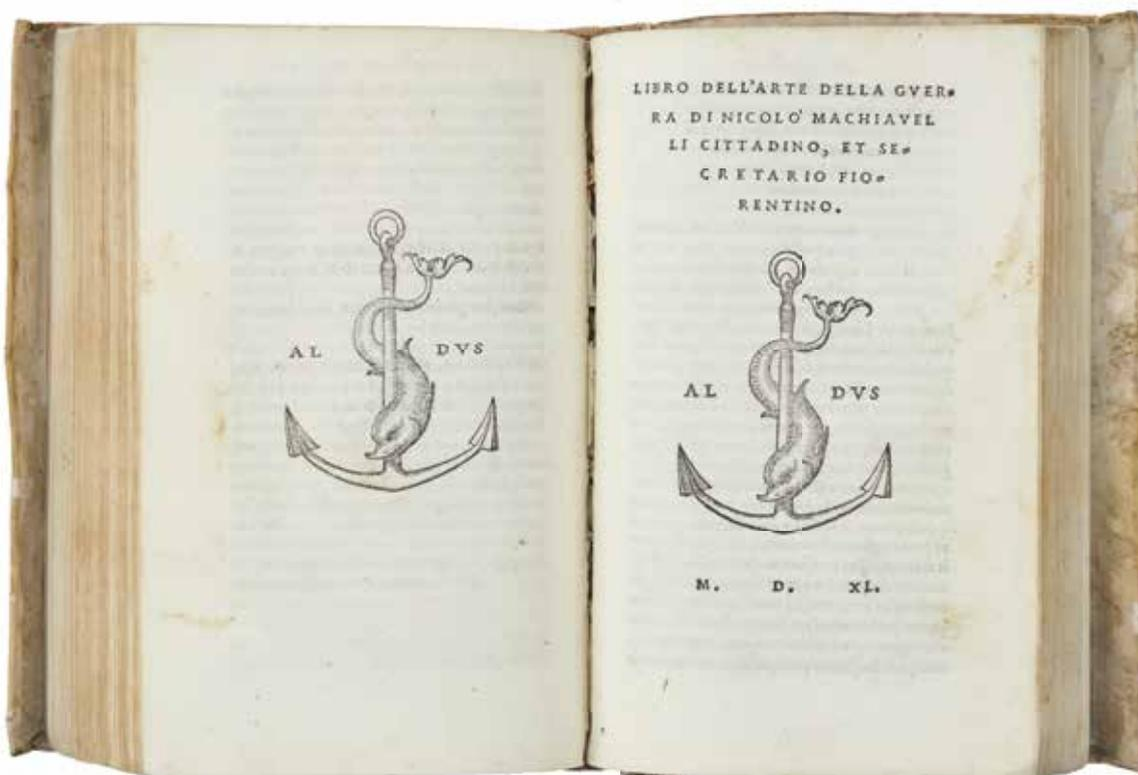 AL DVS
LIBRO DELL'ARTE DELLA GVER=
RA DI NICOLO' MACHIAVEL
LI CITTADINO, ET SE=
CRETARIO FIO=
RENTINO.
AL DVS
M. D. XL.